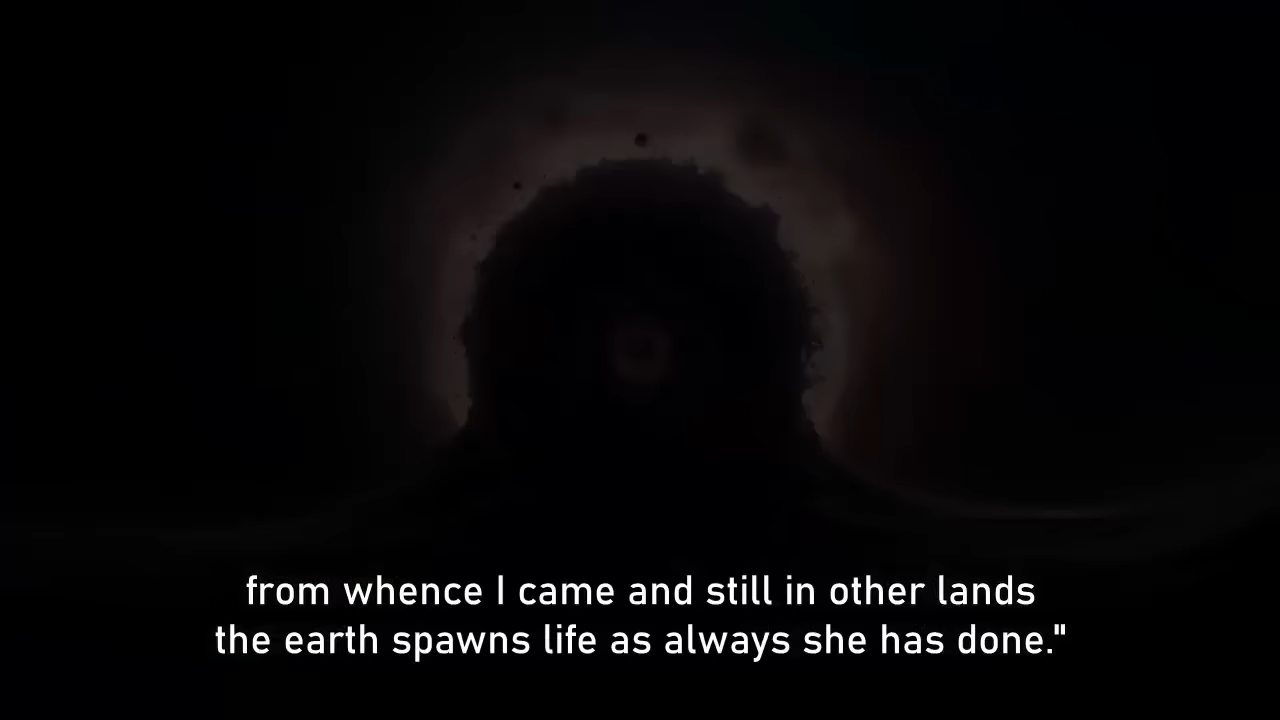 from whence I came and still in other lands
the earth spawns life as always she has done."